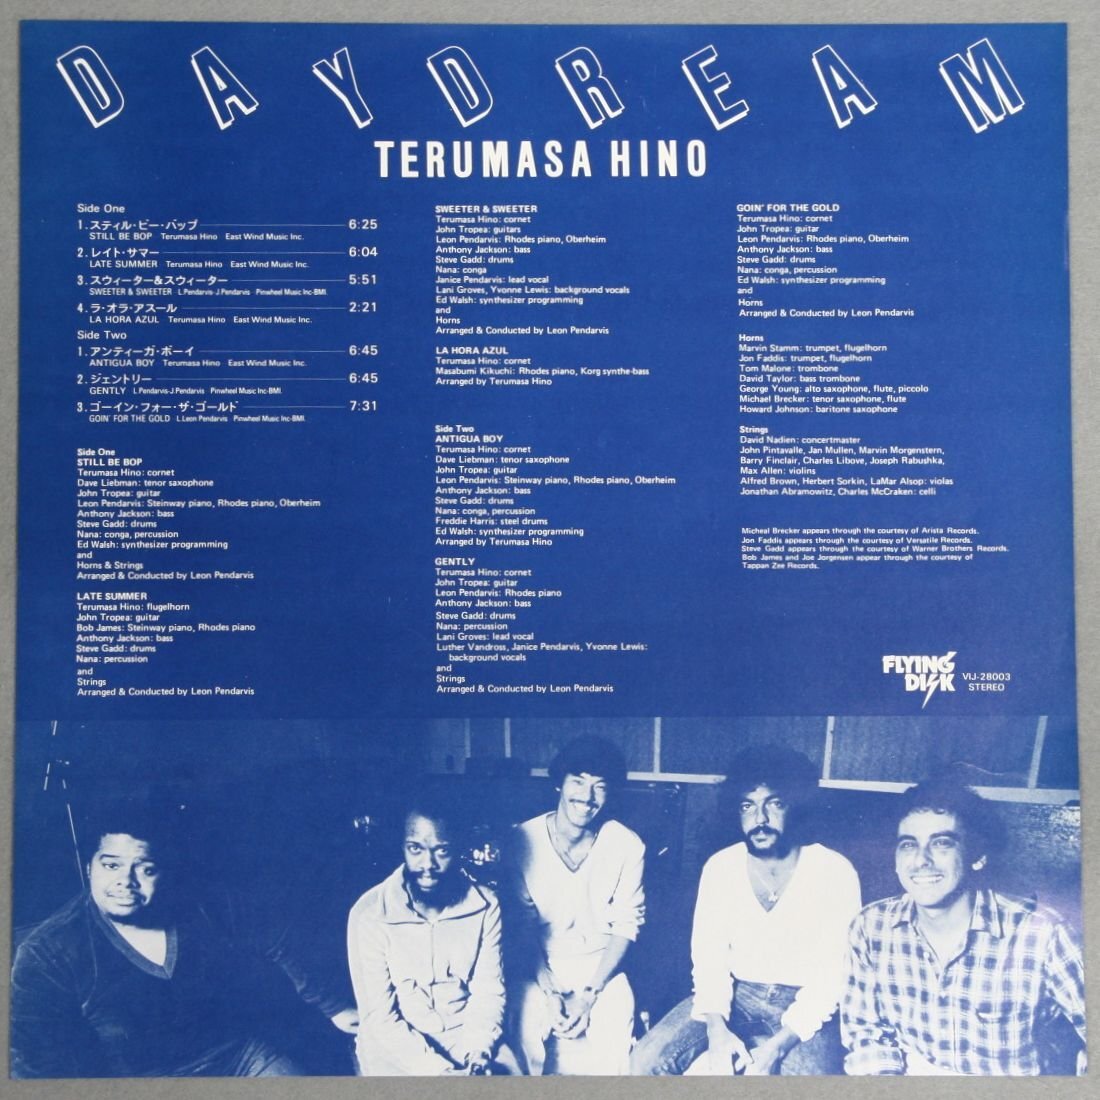 DAYDREAM
TERUMASA HINO
Side One
1. スティル・ビー・バップ 6:25
STILL BE BOP Terumasa Hino East Wind Music Inc.
2. レイト・サマー 6:04
LATE SUMMER Terumasa Hino East Wind Music Inc.
3. スウィーター&スウィーター 5:51
SWEETER & SWEETER L.Pendarvis-J.Pendarvis Pinwheel Music Inc-BMI.
4. ラ・オラ・アスール 2:21
LA HORA AZUL Terumasa Hino East Wind Music Inc.
Side Two
1. アンティーガ・ボーイ 6:45
ANTIGUA BOY Terumasa Hino East Wind Music Inc.
2. ジェントリー 6:45
GENTLY L.Pendarvis-J.Pendarvis Pinwheel Music Inc-BMI.
3. ゴーイン・フォー・ザ・ゴールド 7:31
GOIN' FOR THE GOLD L.Leon Pendarvis Pinwheel Music Inc-BMI.
Side One
STILL BE BOP
Terumasa Hino: cornet
Dave Liebman: tenor saxophone
John Tropea: guitar
Leon Pendarvis: Steinway piano, Rhodes piano, Oberheim
Anthony Jackson: bass
Steve Gadd: drums
Nana: conga, percussion
Ed Walsh: synthesizer programming
and
Horns & Strings
Arranged & Conducted by Leon Pendarvis
LATE SUMMER
Terumasa Hino: flugelhorn
John Tropea: guitar
Bob James: Steinway piano, Rhodes piano
Anthony Jackson: bass
Steve Gadd: drums
Nana: percussion
and
Strings
Arranged & Conducted by Leon Pendarvis
SWEETER & SWEETER
Terumasa Hino: cornet
John Tropea: guitars
Leon Pendarvis: Rhodes piano, Oberheim
Anthony Jackson: bass
Steve Gadd: drums
Nana: conga
Janice Pendarvis: lead vocal
Lani Groves, Yvonne Lewis: background vocals
Ed Walsh: synthesizer programming
and
Horns
Arranged & Conducted by Leon Pendarvis
LA HORA AZUL
Terumasa Hino: cornet
Masabumi Kikuchi: Rhodes piano, Korg synthe-bass
Arranged by Terumasa Hino
Side Two
ANTIGUA BOY
Terumasa Hino: cornet
Dave Liebman: tenor saxophone
John Tropea: guitar
Leon Pendarvis: Steinway piano, Rhodes piano, Oberheim
Anthony Jackson: bass
Steve Gadd: drums
Nana: conga, percussion
Freddie Harris: steel drums
Ed Walsh: synthesizer programming
Arranged by Terumasa Hino
GENTLY
Terumasa Hino: cornet
John Tropea: guitar
Leon Pendarvis: Rhodes piano
Anthony Jackson: bass
Steve Gadd: drums
Nana: percussion
Lani Groves: lead vocal
Luther Vandross, Janice Pendarvis, Yvonne Lewis:
background vocals
and
Strings
Arranged & Conducted by Leon Pendarvis
GOIN' FOR THE GOLD
Terumasa Hino: cornet
John Tropea: guitar
Leon Pendarvis: Rhodes piano, Oberheim
Anthony Jackson: bass
Steve Gadd: drums
Nana: conga, percussion
Ed Walsh: synthesizer programming
and
Horns
Arranged & Conducted by Leon Pendarvis
Horns
Marvin Stamm: trumpet, flugelhorn
Jon Faddis: trumpet, flugelhorn
Tom Malone: trombone
David Taylor: bass trombone
George Young: alto saxophone, flute, piccolo
Michael Brecker: tenor saxophone, flute
Howard Johnson: baritone saxophone
Strings
David Nadien: concertmaster
John Pintavalle, Jan Mullen, Marvin Morgenstern,
Barry Finclair, Charles Libove, Joseph Rabushka,
Max Allen: violins
Alfred Brown, Herbert Sorkin, LaMar Alsop: violas
Jonathan Abramowitz, Charles McCraken: celli
Micheal Brecker appears through the courtesy of Arista Records.
Jon Faddis appears through the courtesy of Versatile Records.
Steve Gadd appears through the courtesy of Warner Brothers Records.
Bob James and Joe Jorgensen appear through the courtesy of
Tappan Zee Records.
FLYING
DISK
VIJ-28003
STEREO